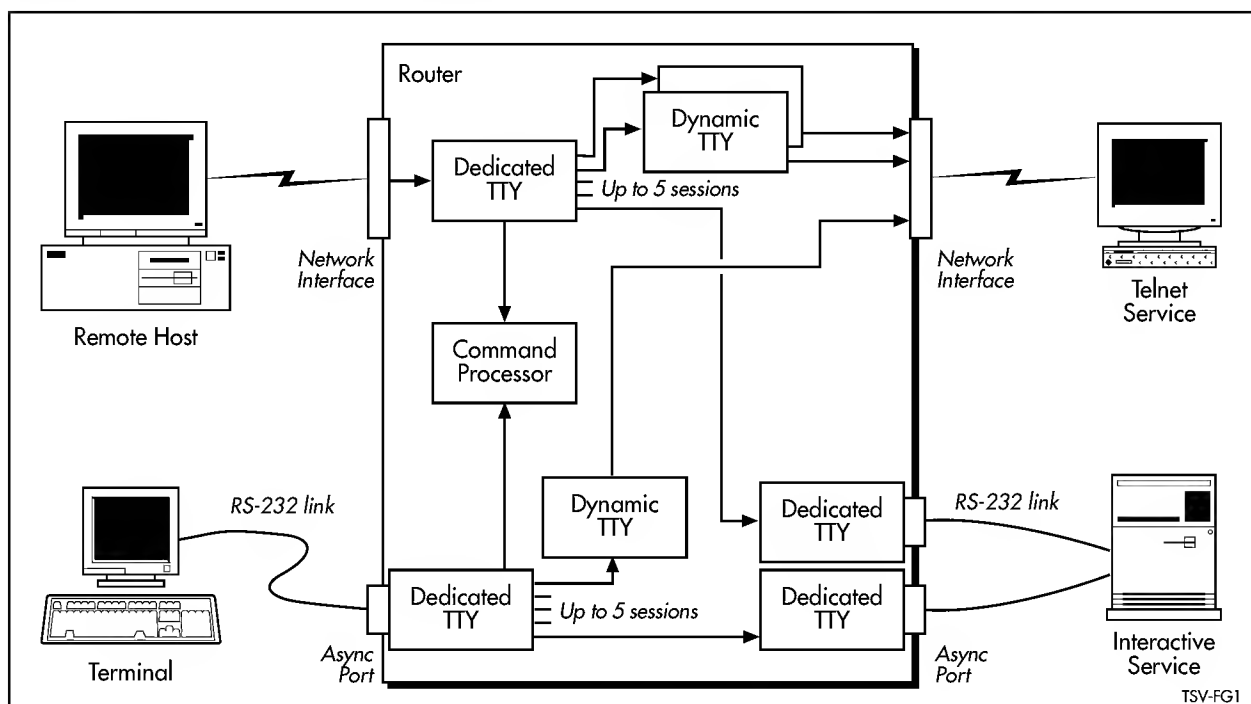 Router
Dynamic
TTY
Dedicated
TTY
Up to 5 sessions
Network
Interface
Network
Interface
Remote Host
Telnet
Service
Command
Processor
RS-232 link
Dynamic
TTY
Dedicated
TTY
RS-232 link
Dedicated
TTY
Up to 5 sessions
Dedicated
TTY
Terminal
Async
Port
Async
Port
Interactive
Service
TSV-FG1